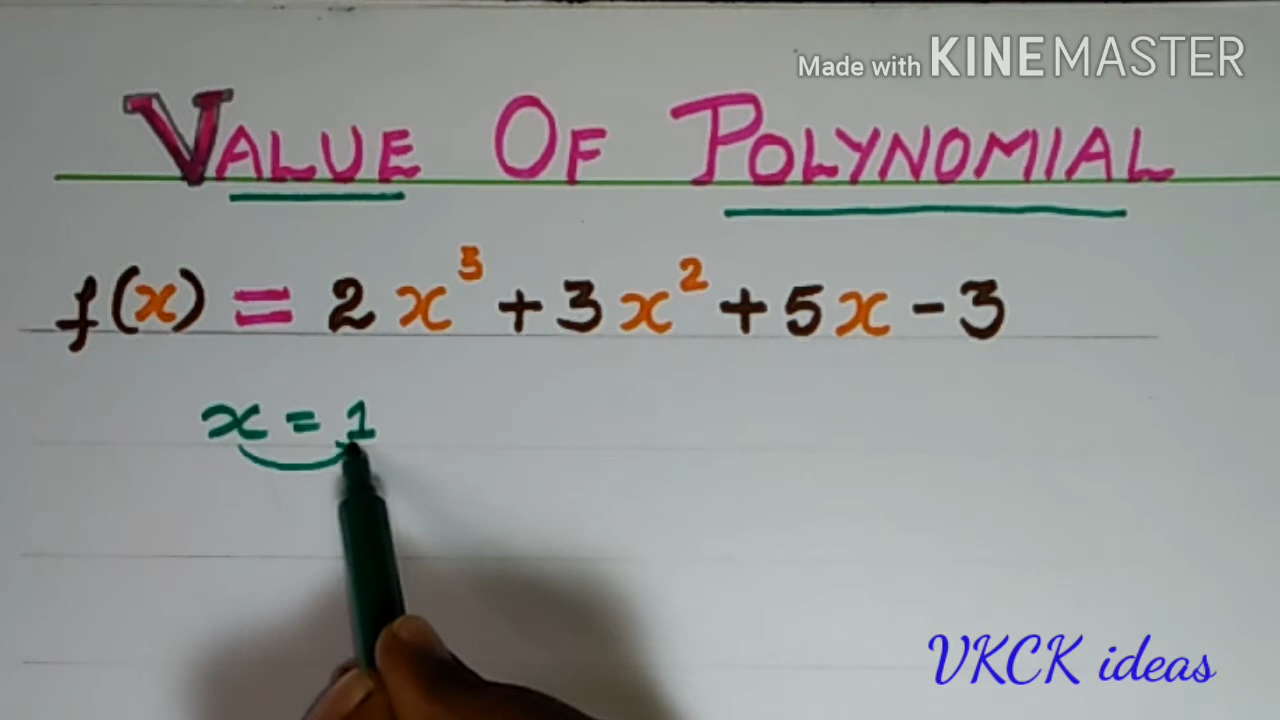 Made with KINEMASTER
VALUE OF POLYNOMIAL
f(x) = 2x³ + 3x² + 5x - 3
x = 1
VKCK ideas